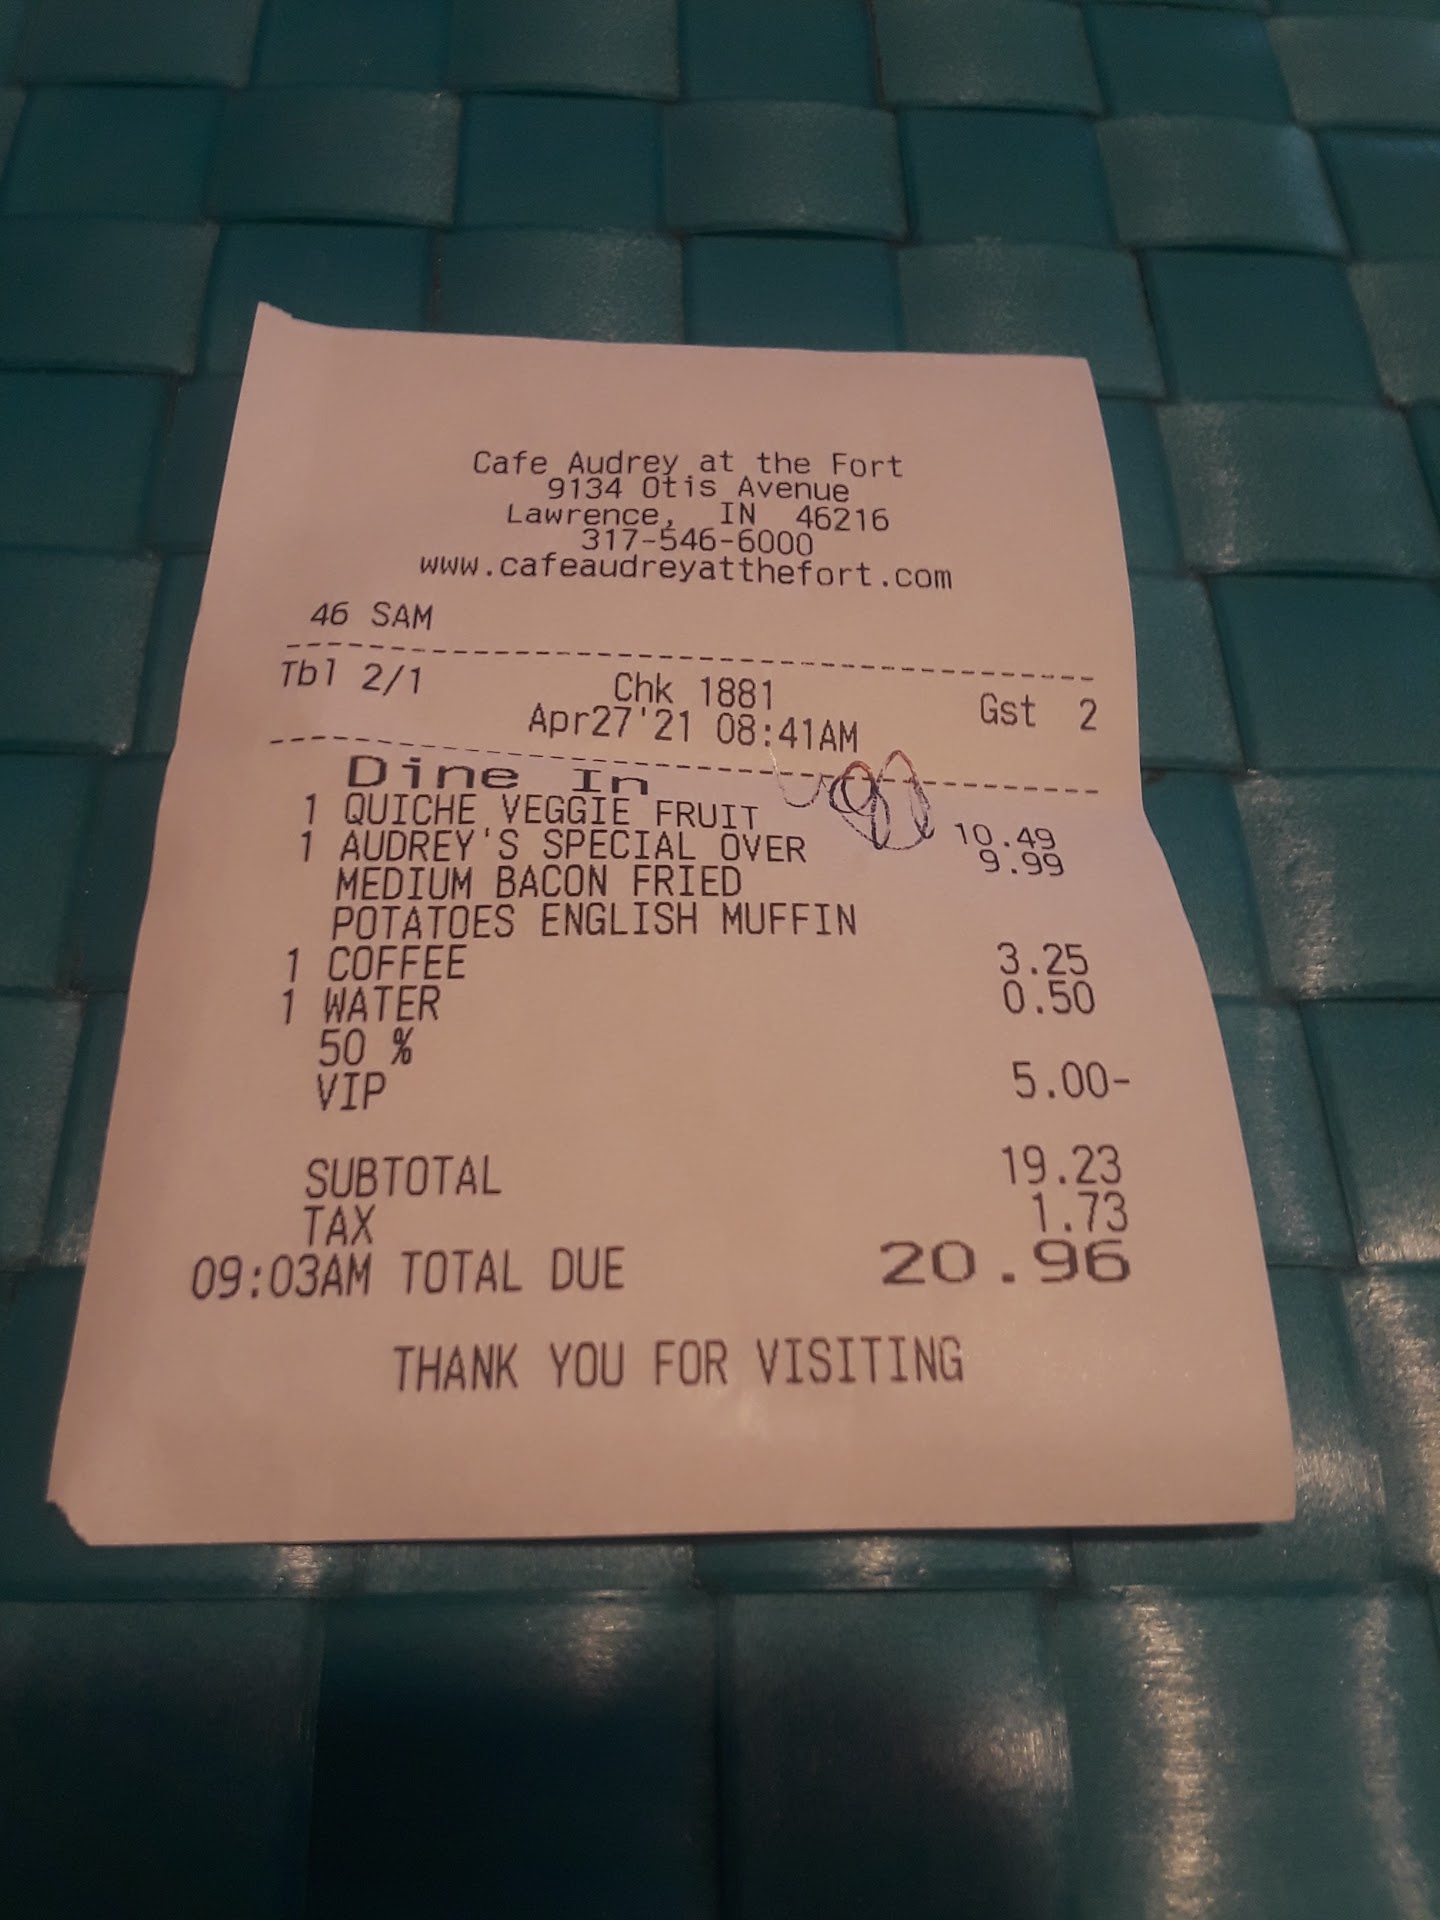 Cafe Audrey at the Fort
9134 Otis Avenue
Lawrence, IN 46216
317-546-6000
www.cafeaudreyatthefort.com
46 SAM
Tbl 2/1 Chk 1881 Gst 2
Apr27'21 08:41AM
Dine In
1 QUICHE VEGGIE FRUIT 10.49
1 AUDREY'S SPECIAL OVER 9.99
MEDIUM BACON FRIED
POTATOES ENGLISH MUFFIN
1 COFFEE 3.25
1 WATER 0.50
50 %
VIP 5.00-
SUBTOTAL 19.23
TAX 1.73
09:03AM TOTAL DUE 20.96
THANK YOU FOR VISITING